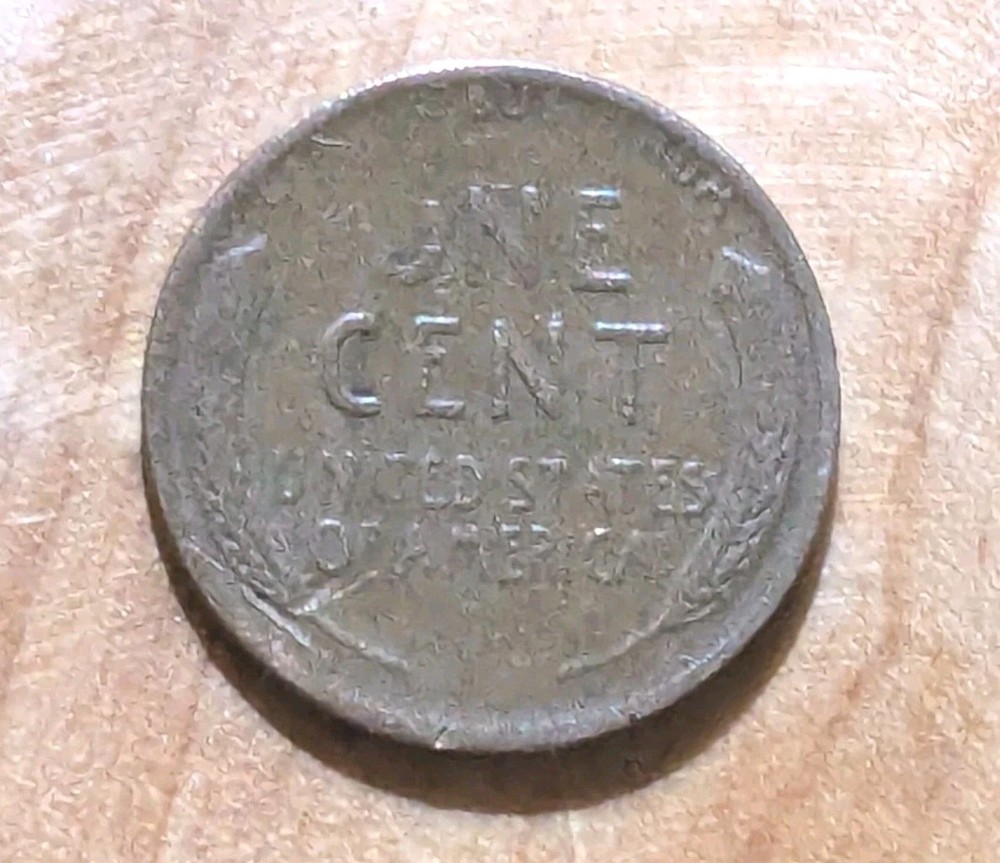 ONE
CENT
UNITED STATES
OF AMERICA